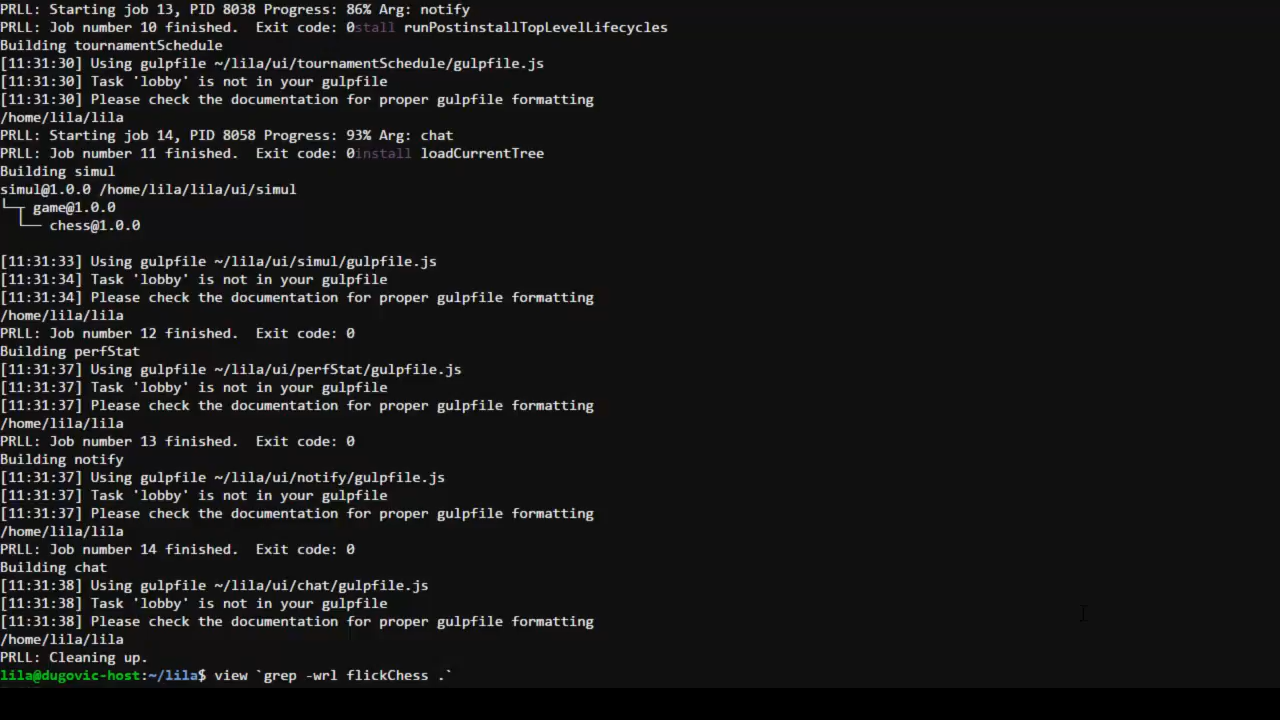 PRLL: Starting job 13, PID 8038 Progress: 86% Arg: notify
PRLL: Job number 10 finished.  Exit code: 0stall runPostinstallTopLevelLifecycles
Building tournamentSchedule
[11:31:30] Using gulpfile ~/lila/ui/tournamentSchedule/gulpfile.js
[11:31:30] Task 'lobby' is not in your gulpfile
[11:31:30] Please check the documentation for proper gulpfile formatting
/home/lila/lila
PRLL: Starting job 14, PID 8058 Progress: 93% Arg: chat
PRLL: Job number 11 finished.  Exit code: 0install loadCurrentTree
Building simul
simul@1.0.0 /home/lila/lila/ui/simul
└─┬ game@1.0.0
  └── chess@1.0.0
[11:31:33] Using gulpfile ~/lila/ui/simul/gulpfile.js
[11:31:34] Task 'lobby' is not in your gulpfile
[11:31:34] Please check the documentation for proper gulpfile formatting
/home/lila/lila
PRLL: Job number 12 finished.  Exit code: 0
Building perfStat
[11:31:37] Using gulpfile ~/lila/ui/perfStat/gulpfile.js
[11:31:37] Task 'lobby' is not in your gulpfile
[11:31:37] Please check the documentation for proper gulpfile formatting
/home/lila/lila
PRLL: Job number 13 finished.  Exit code: 0
Building notify
[11:31:37] Using gulpfile ~/lila/ui/notify/gulpfile.js
[11:31:37] Task 'lobby' is not in your gulpfile
[11:31:37] Please check the documentation for proper gulpfile formatting
/home/lila/lila
PRLL: Job number 14 finished.  Exit code: 0
Building chat
[11:31:38] Using gulpfile ~/lila/ui/chat/gulpfile.js
[11:31:38] Task 'lobby' is not in your gulpfile
[11:31:38] Please check the documentation for proper gulpfile formatting
/home/lila/lila
PRLL: Cleaning up.
lila@dugovic-host:~/lila$ view `grep -wrl flickChess .`